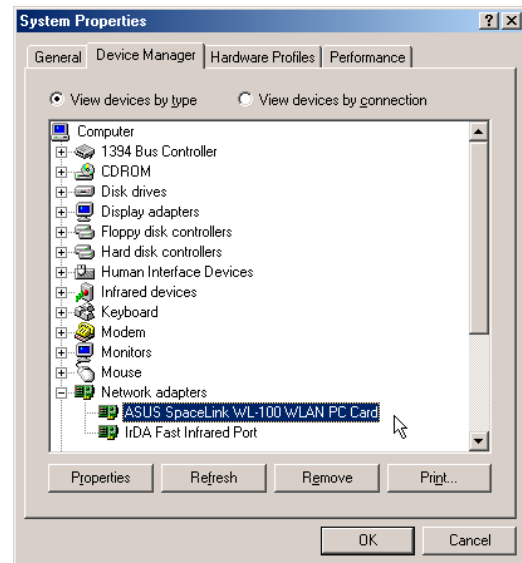 System Properties
General Device Manager Hardware Profiles Performance
View devices by type View devices by connection
Computer
1394 Bus Controller
CDROM
Disk drives
Display adapters
Floppy disk controllers
Hard disk controllers
Human Interface Devices
Infrared devices
Keyboard
Modem
Monitors
Mouse
Network adapters
ASUS SpaceLink WL-100 WLAN PC Card
IrDA Fast Infrared Port
Properties Refresh Remove Print...
OK Cancel